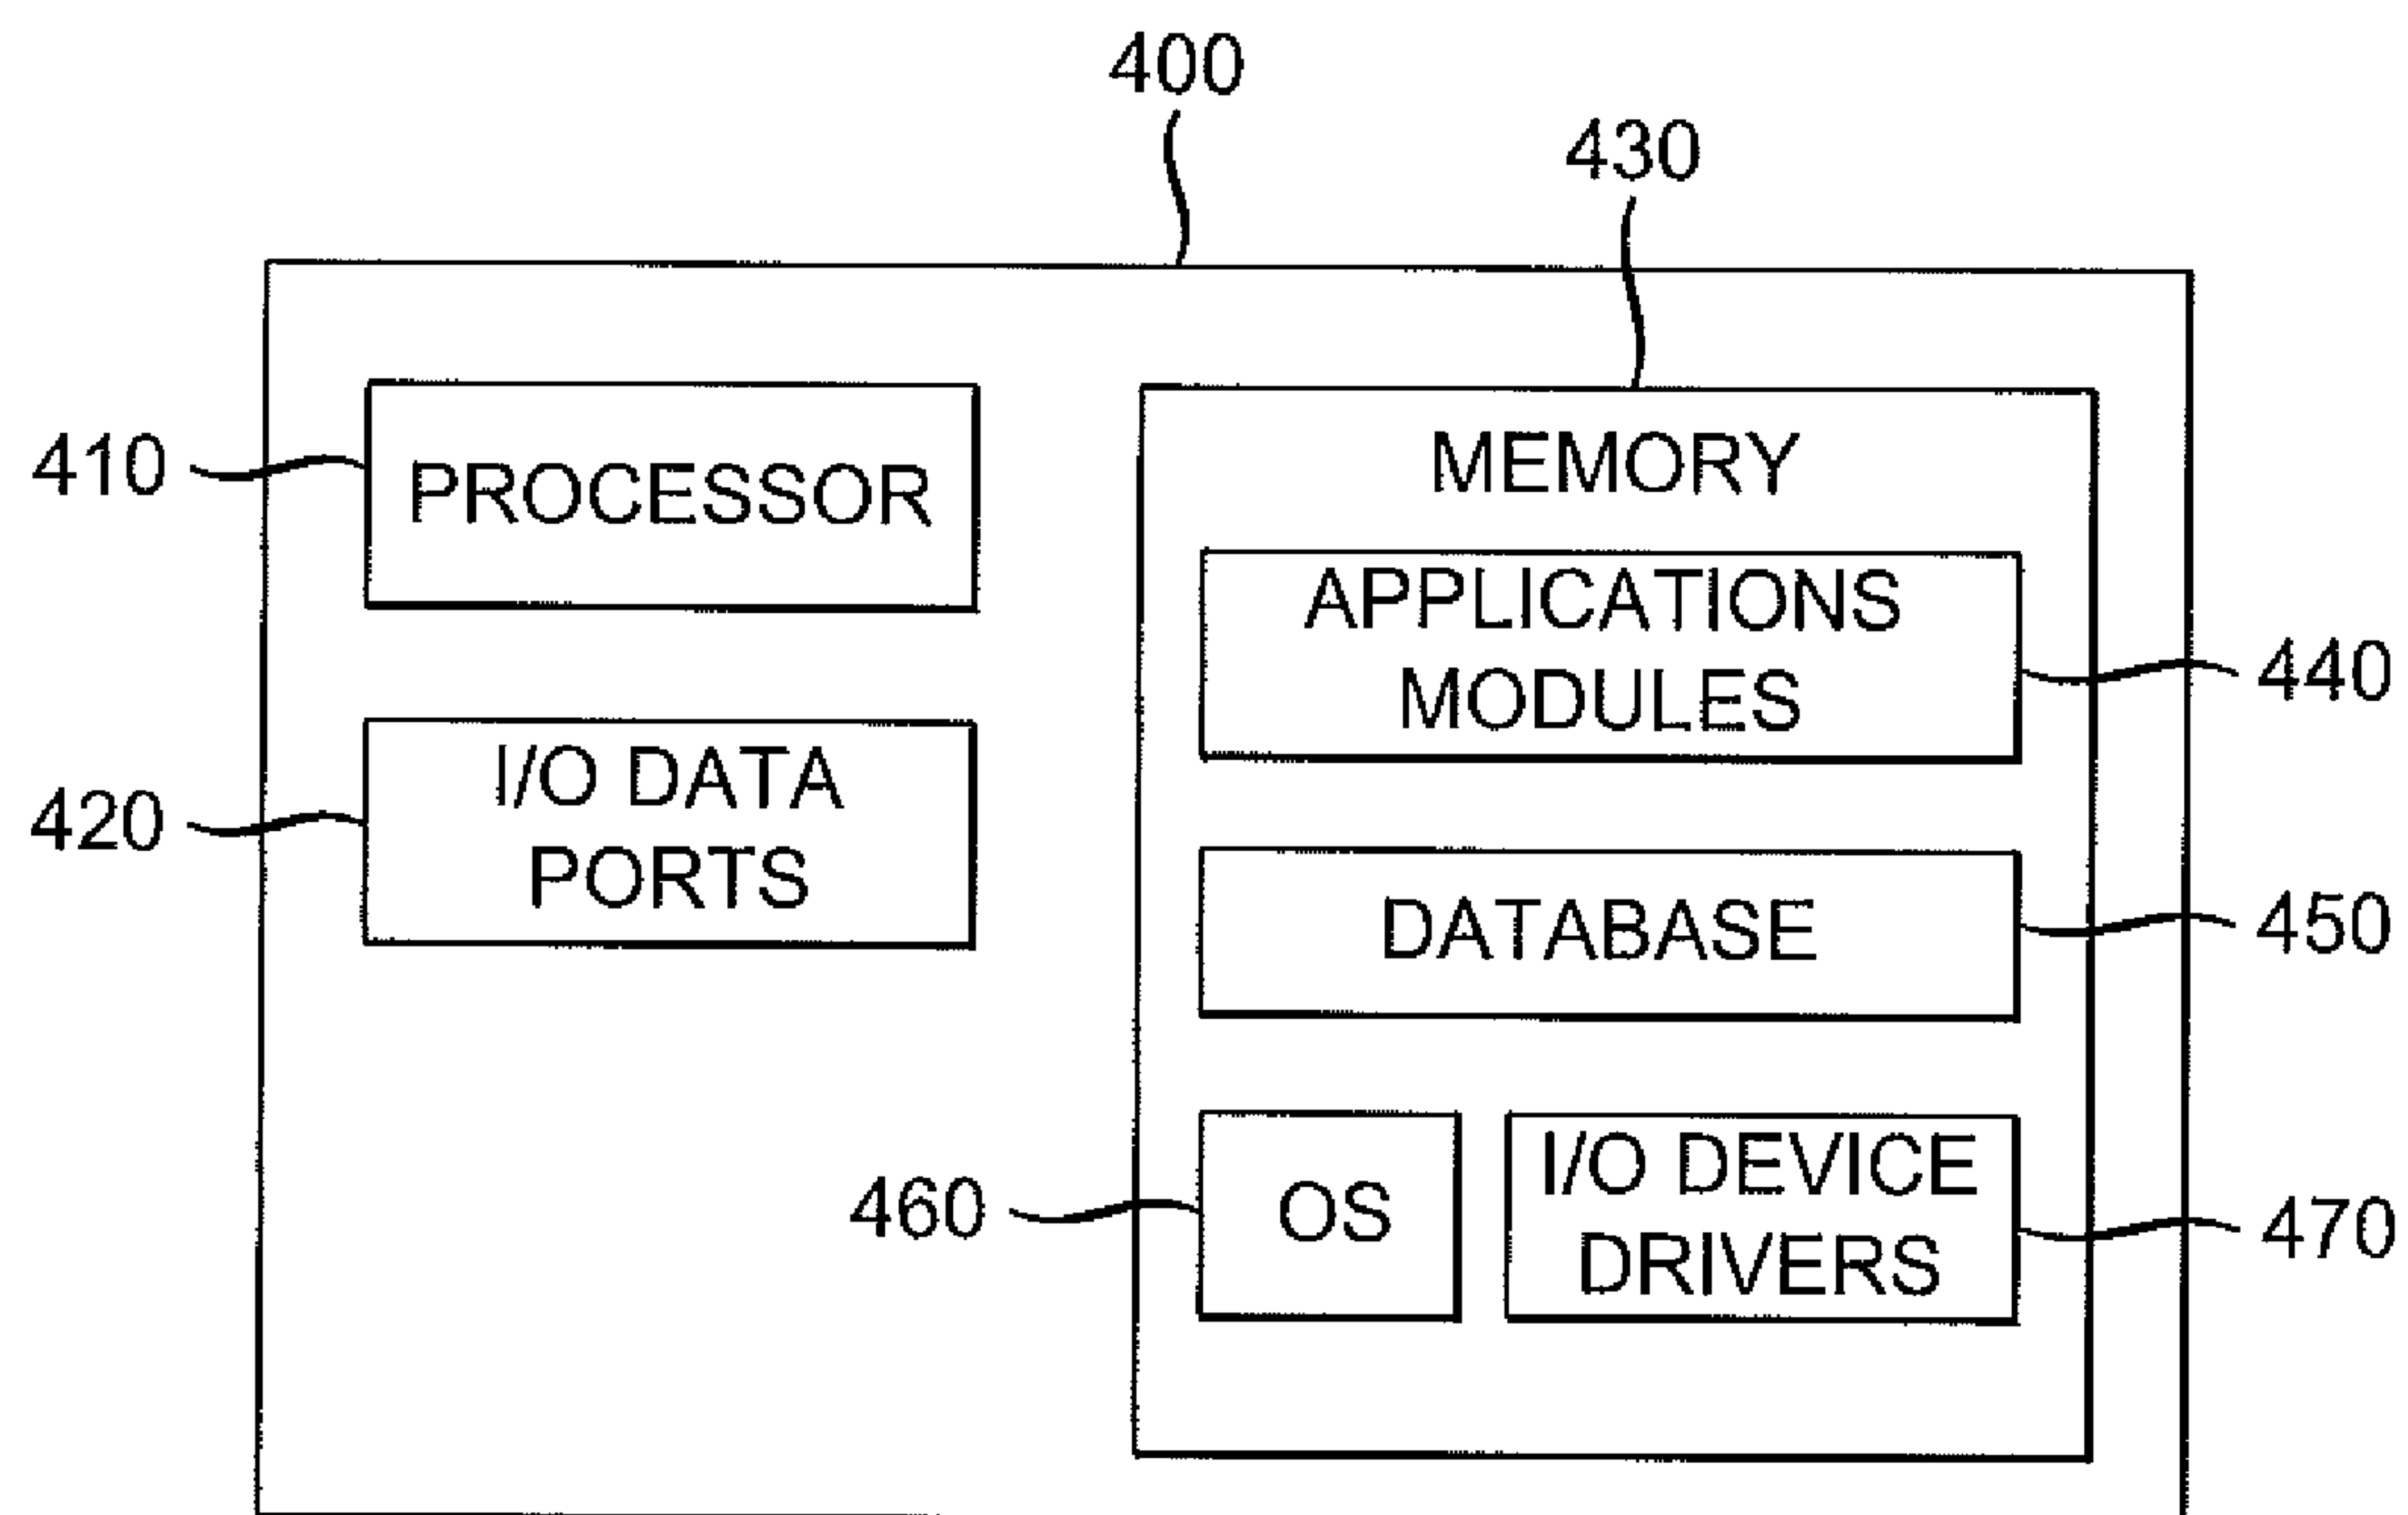 400
430
410
PROCESSOR
MEMORY
APPLICATIONS
MODULES
440
420
I/O DATA
PORTS
DATABASE
450
460
OS
I/O DEVICE
DRIVERS
470